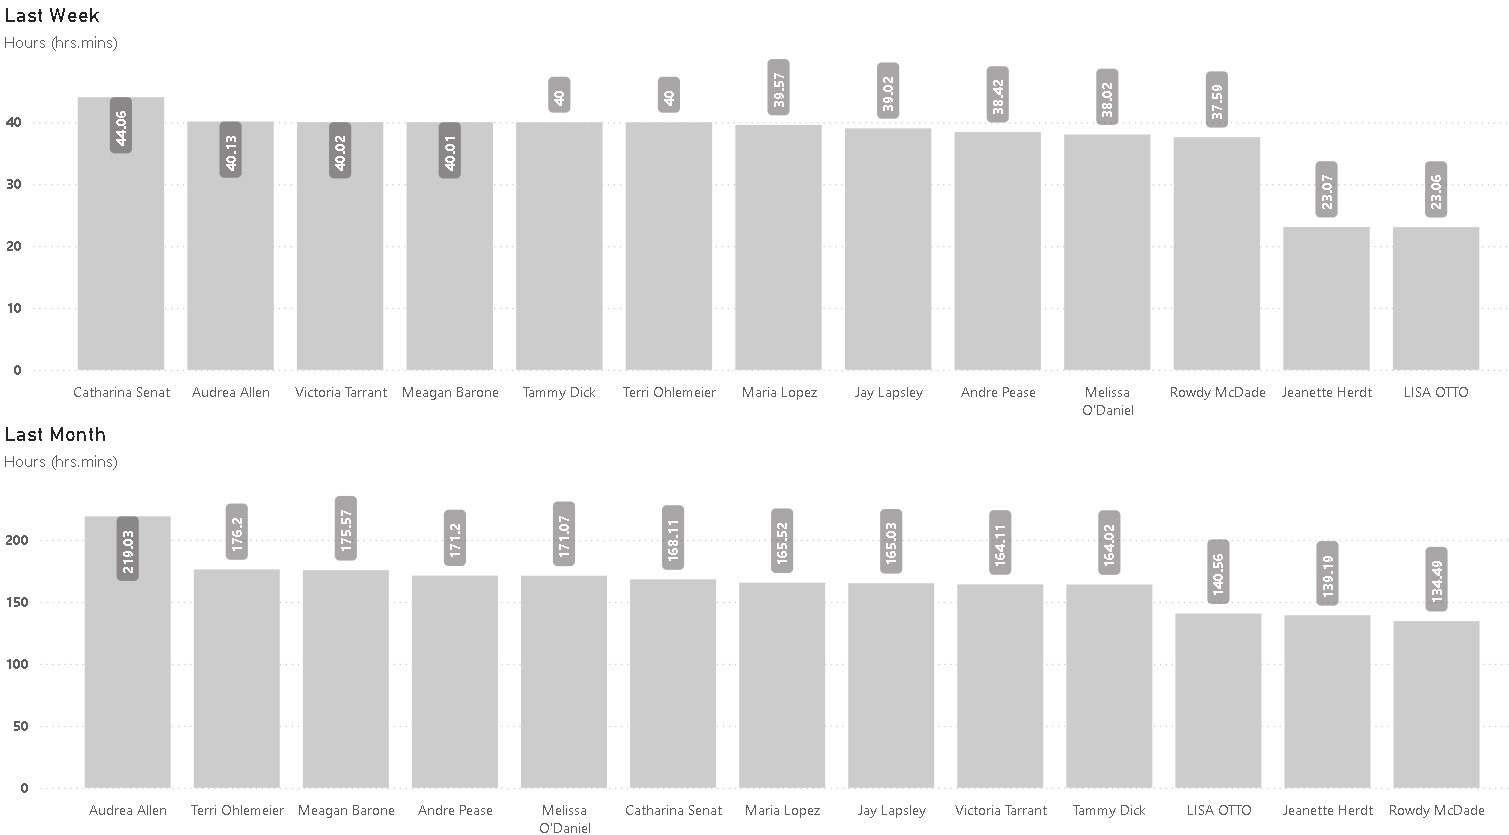 Last Week
Hours (hrs.mins)
40
30
20
10
0
44.06
40.13
40.02
40.01
40
40
39.57
39.02
38.42
38.02
37.59
23.07
23.06
Catharina Senat
Audrea Allen
Victoria Tarrant
Meagan Barone
Tammy Dick
Terri Ohlemeier
Maria Lopez
Jay Lapsley
Andre Pease
Melissa
O'Daniel
Rowdy McDade
Jeanette Herdt
LISA OTTO
Last Month
Hours (hrs.mins)
200
150
100
50
0
219.03
176.2
175.57
171.2
171.07
168.11
165.52
165.03
164.11
164.02
140.56
139.19
134.49
Audrea Allen
Terri Ohlemeier
Meagan Barone
Andre Pease
Melissa
O'Daniel
Catharina Senat
Maria Lopez
Jay Lapsley
Victoria Tarrant
Tammy Dick
LISA OTTO
Jeanette Herdt
Rowdy McDade